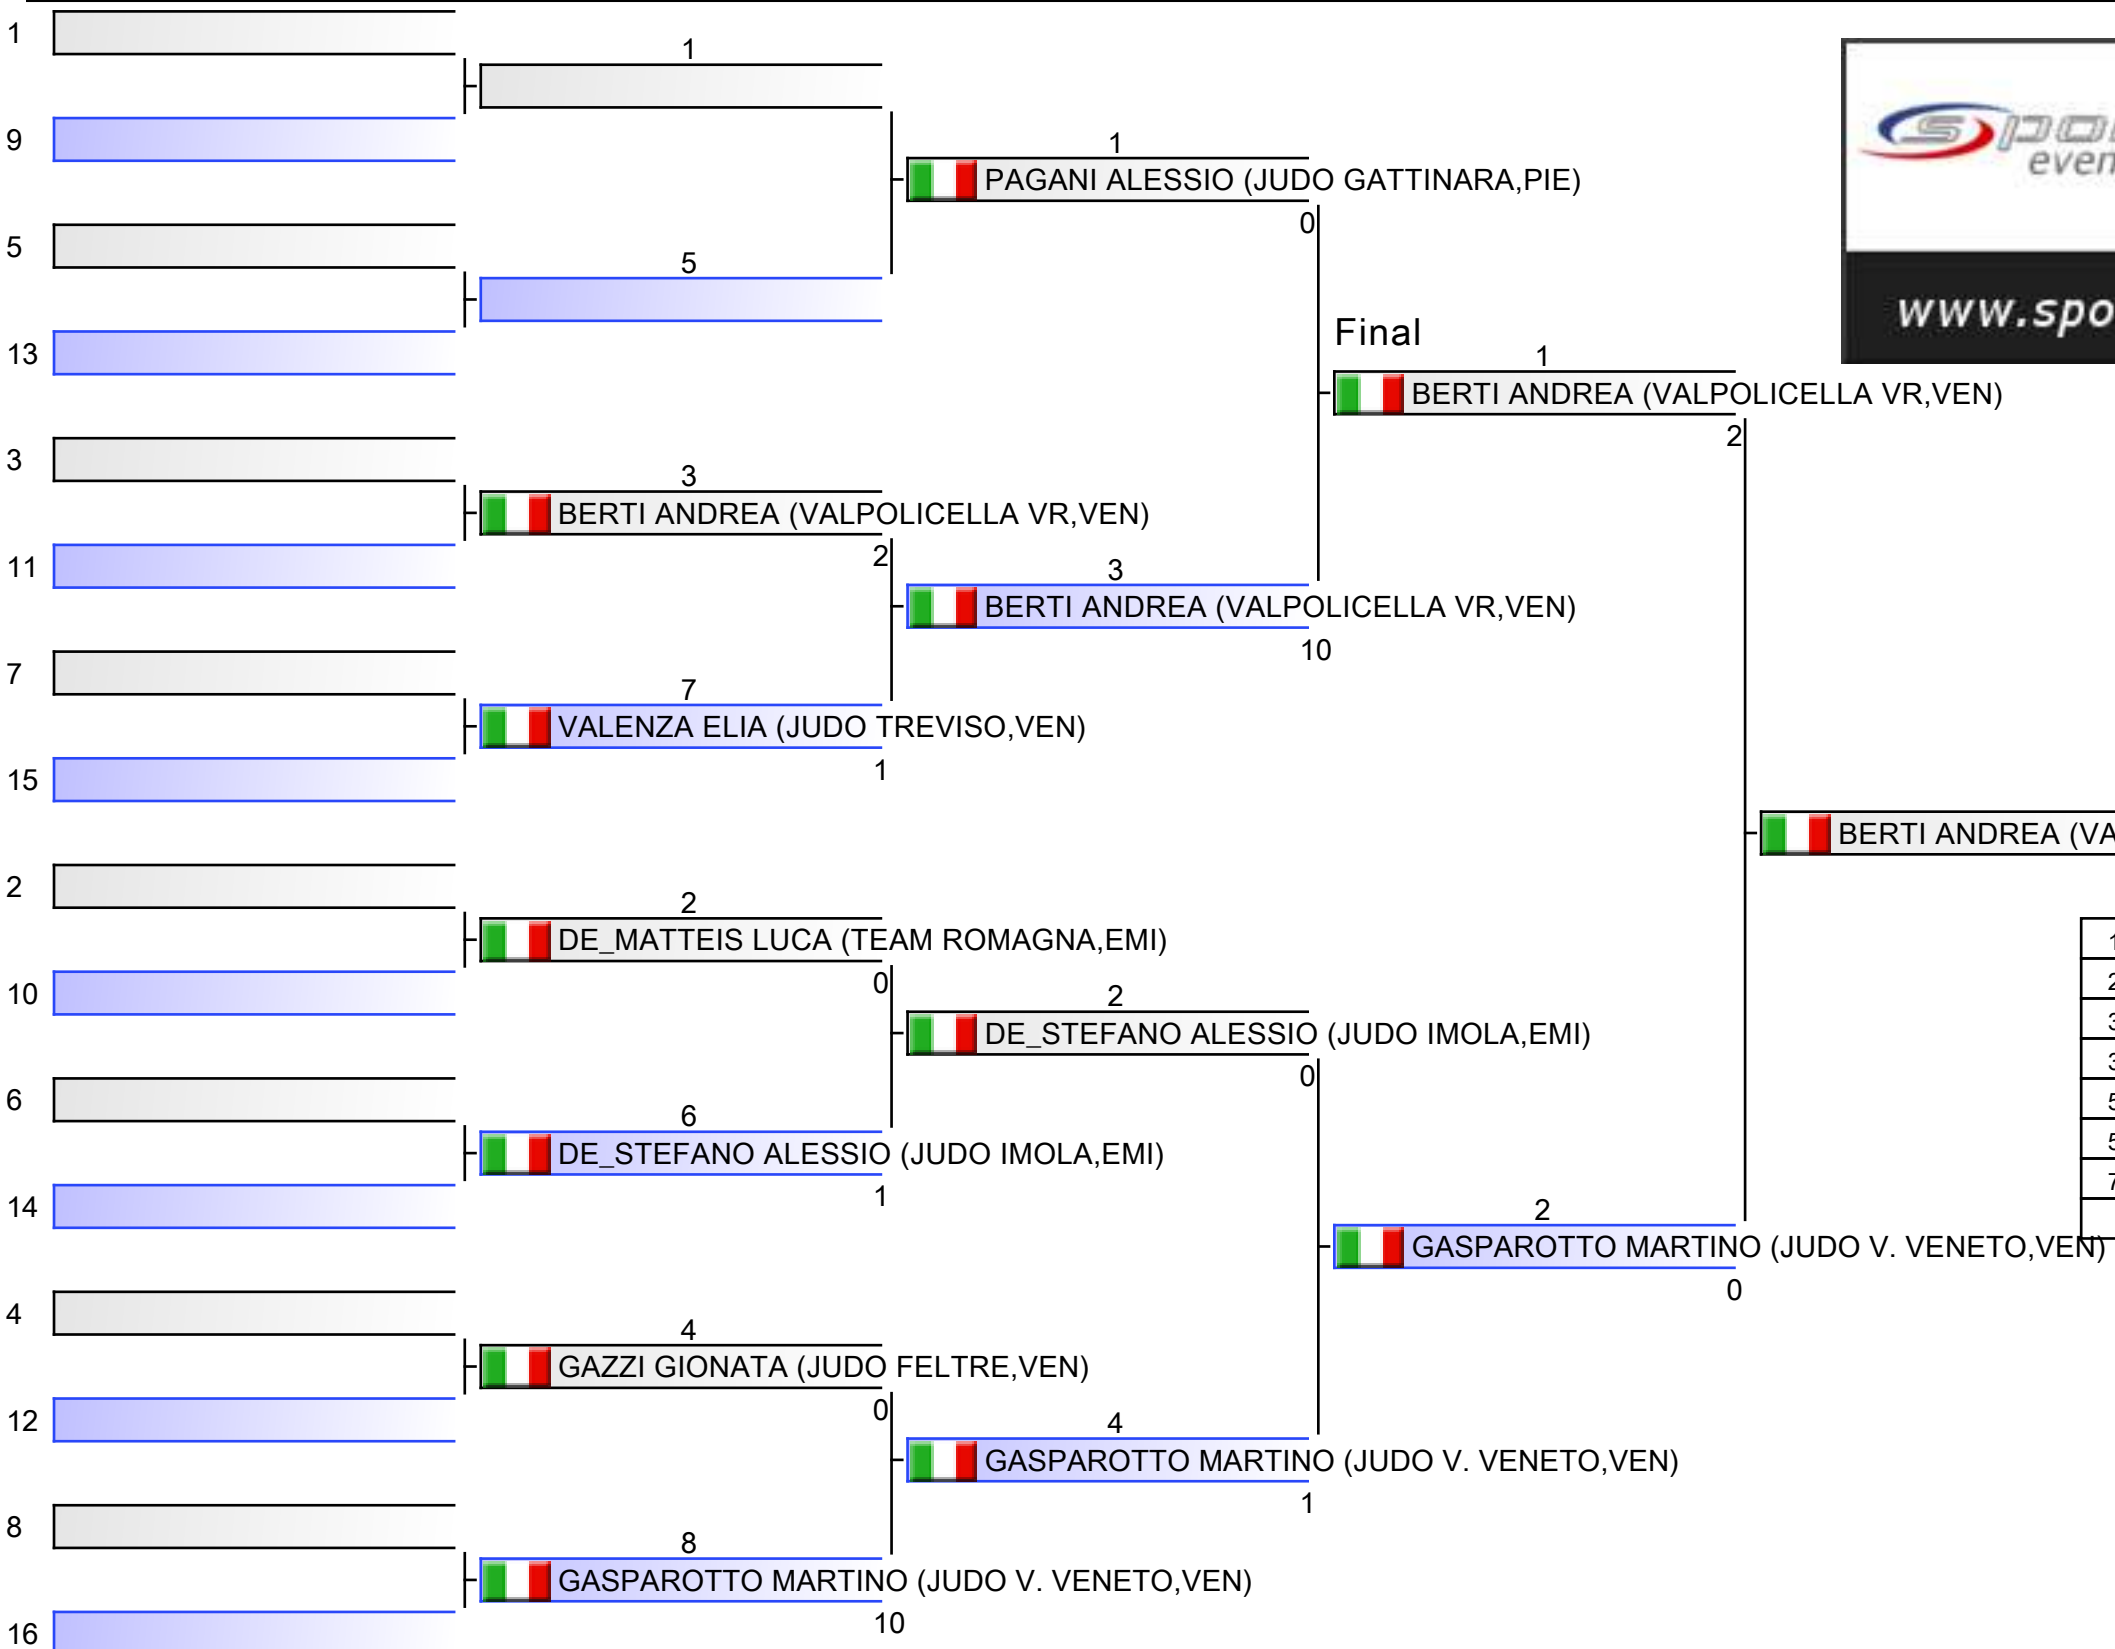 1
9
5
13
3
11
7
15
2
10
6
14
4
12
8
16
1
5
3
BERTI ANDREA (VALPOLICELLA VR,VEN)
2
7
VALENZA ELIA (JUDO TREVISO,VEN)
1
2
DE_MATTEIS LUCA (TEAM ROMAGNA,EMI)
0
6
DE_STEFANO ALESSIO (JUDO IMOLA,EMI)
1
4
GAZZI GIONATA (JUDO FELTRE,VEN)
0
8
GASPAROTTO MARTINO (JUDO V. VENETO,VEN)
10
1
PAGANI ALESSIO (JUDO GATTINARA,PIE)
0
3
BERTI ANDREA (VALPOLICELLA VR,VEN)
10
2
DE_STEFANO ALESSIO (JUDO IMOLA,EMI)
0
4
GASPAROTTO MARTINO (JUDO V. VENETO,VEN)
1
Final
1
BERTI ANDREA (VALPOLICELLA VR,VEN)
2
2
GASPAROTTO MARTINO (JUDO V. VENETO,VEN)
0
BERTI ANDREA (VA
www.spo